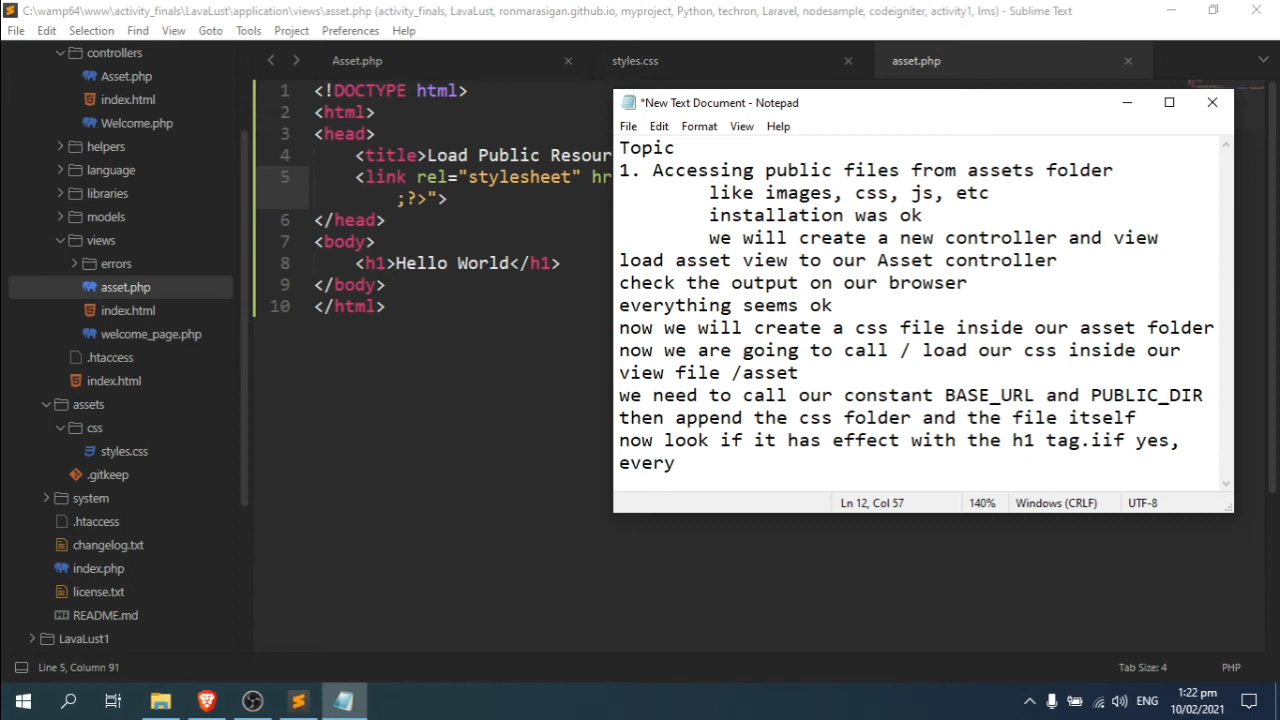 C:\wamp64\www\activity_finals\LavaLust\application\views\asset.php (activity_finals, LavaLust, ronmarasigan.github.io, myproject, Python, techron, Laravel, nodesample, codeigniter, activity1, lms) - Sublime Text
File Edit Selection Find View Goto Tools Project Preferences Help
controllers
Asset.php
index.html
Welcome.php
helpers
language
libraries
models
views
errors
asset.php
index.html
welcome_page.php
.htaccess
index.html
assets
css
styles.css
.gitkeep
system
.htaccess
changelog.txt
index.php
license.txt
README.md
LavaLust1
Asset.php styles.css asset.php
1 <!DOCTYPE html>
2 <html>
3 <head>
4 <title>Load Public Resour
5 <link rel="stylesheet" hr
;?>">
6 </head>
7 <body>
8 <h1>Hello World</h1>
9 </body>
10 </html>
*New Text Document - Notepad
File Edit Format View Help
Topic
1. Accessing public files from assets folder
like images, css, js, etc
installation was ok
we will create a new controller and view
load asset view to our Asset controller
check the output on our browser
everything seems ok
now we will create a css file inside our asset folder
now we are going to call / load our css inside our
view file /asset
we need to call our constant BASE_URL and PUBLIC_DIR
then append the css folder and the file itself
now look if it has effect with the h1 tag.iif yes,
every
Ln 12, Col 57 140% Windows (CRLF) UTF-8
Line 5, Column 91 Tab Size: 4 PHP
ENG 1:22 pm
10/02/2021